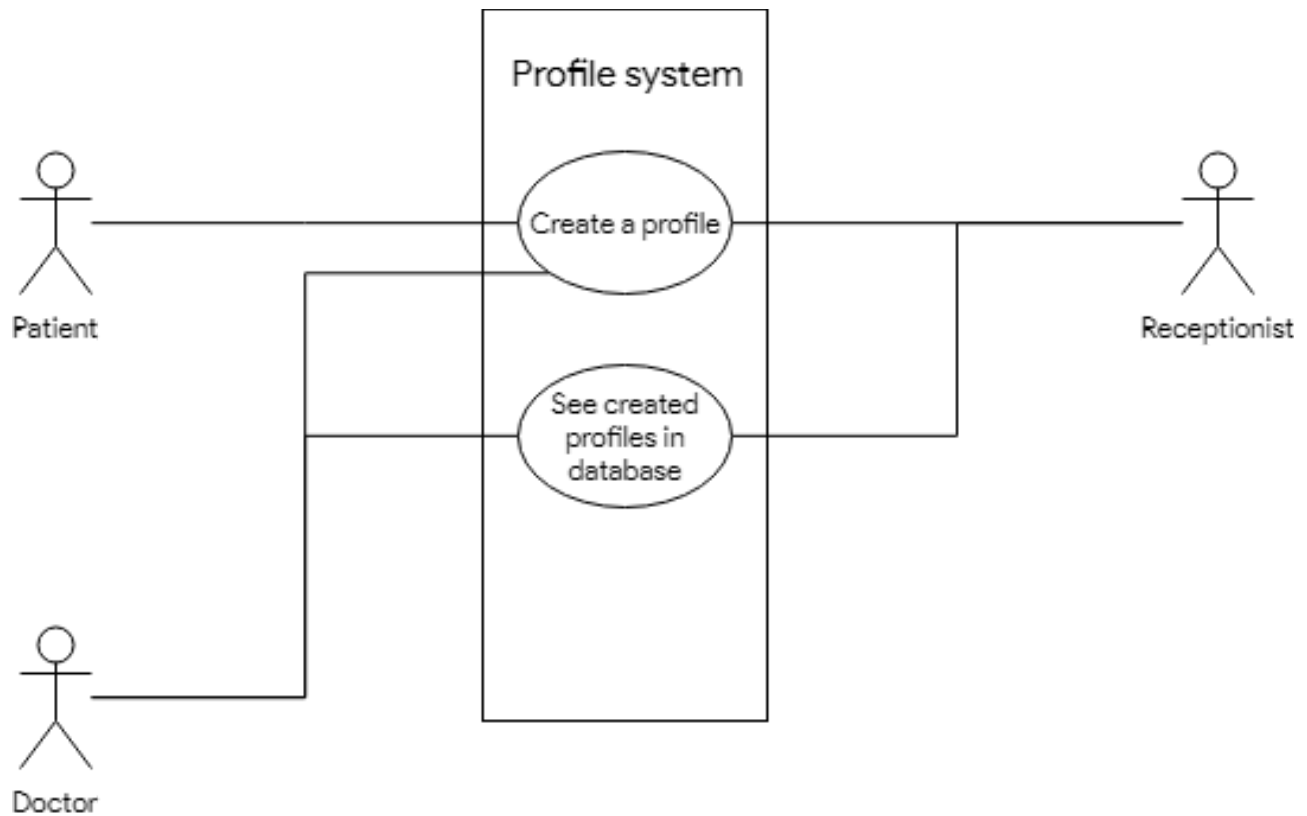 Profile system
Create a profile
Patient
Receptionist
See created
profiles in
database
Doctor